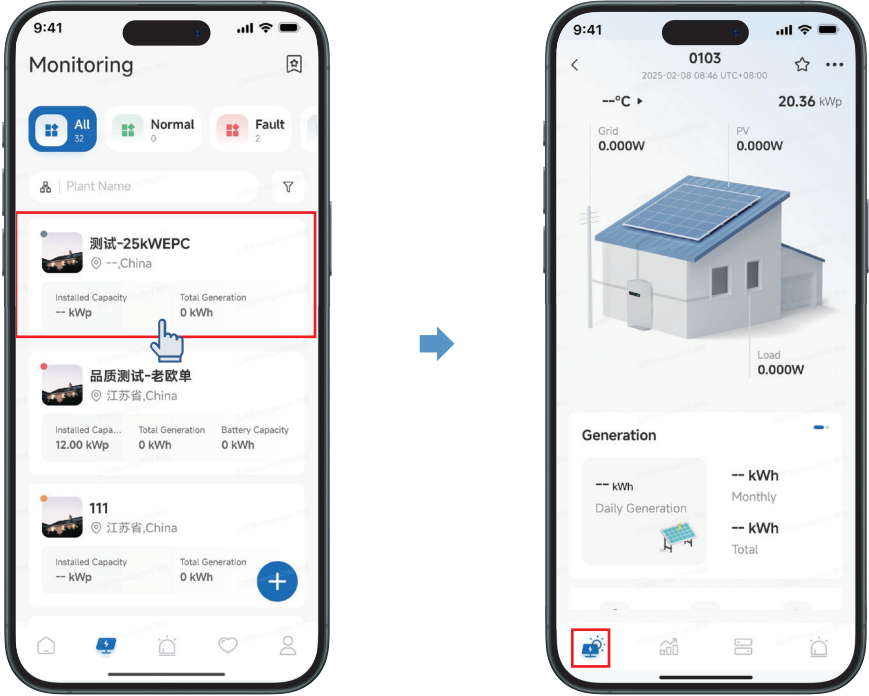 9:41
Monitoring
All
32
Normal
0
Fault
2
Plant Name
测试-25kWEPC
--,China
Installed Capacity
Total Generation
-- kWp
0 kWh
品质测试-老欧单
江苏省,China
Installed Capa...
Total Generation
Battery Capacity
12.00 kWp
0 kWh
0 kWh
111
江苏省,China
Installed Capacity
Total Generation
-- kWp
0 kWh
9:41
0103
2025-02-08 08:46 UTC+08:00
--°C
20.36 kWp
Grid
0.000W
PV
0.000W
Load
0.000W
Generation
-- kWh
Daily Generation
-- kWh
Monthly
-- kWh
Total